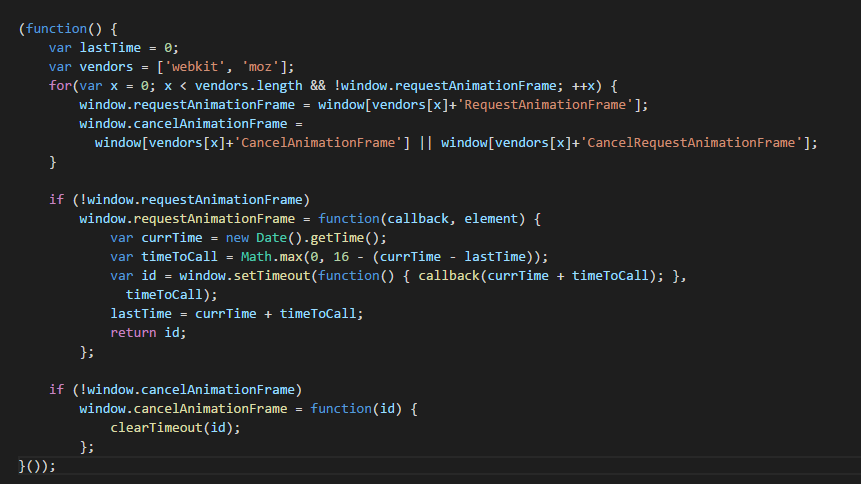 (function() {
    var lastTime = 0;
    var vendors = ['webkit', 'moz'];
    for(var x = 0; x < vendors.length && !window.requestAnimationFrame; ++x) {
        window.requestAnimationFrame = window[vendors[x]+'RequestAnimationFrame'];
        window.cancelAnimationFrame =
          window[vendors[x]+'CancelAnimationFrame'] || window[vendors[x]+'CancelRequestAnimationFrame'];
    }

    if (!window.requestAnimationFrame)
        window.requestAnimationFrame = function(callback, element) {
            var currTime = new Date().getTime();
            var timeToCall = Math.max(0, 16 - (currTime - lastTime));
            var id = window.setTimeout(function() { callback(currTime + timeToCall); },
              timeToCall);
            lastTime = currTime + timeToCall;
            return id;
        };

    if (!window.cancelAnimationFrame)
        window.cancelAnimationFrame = function(id) {
            clearTimeout(id);
        };
}());